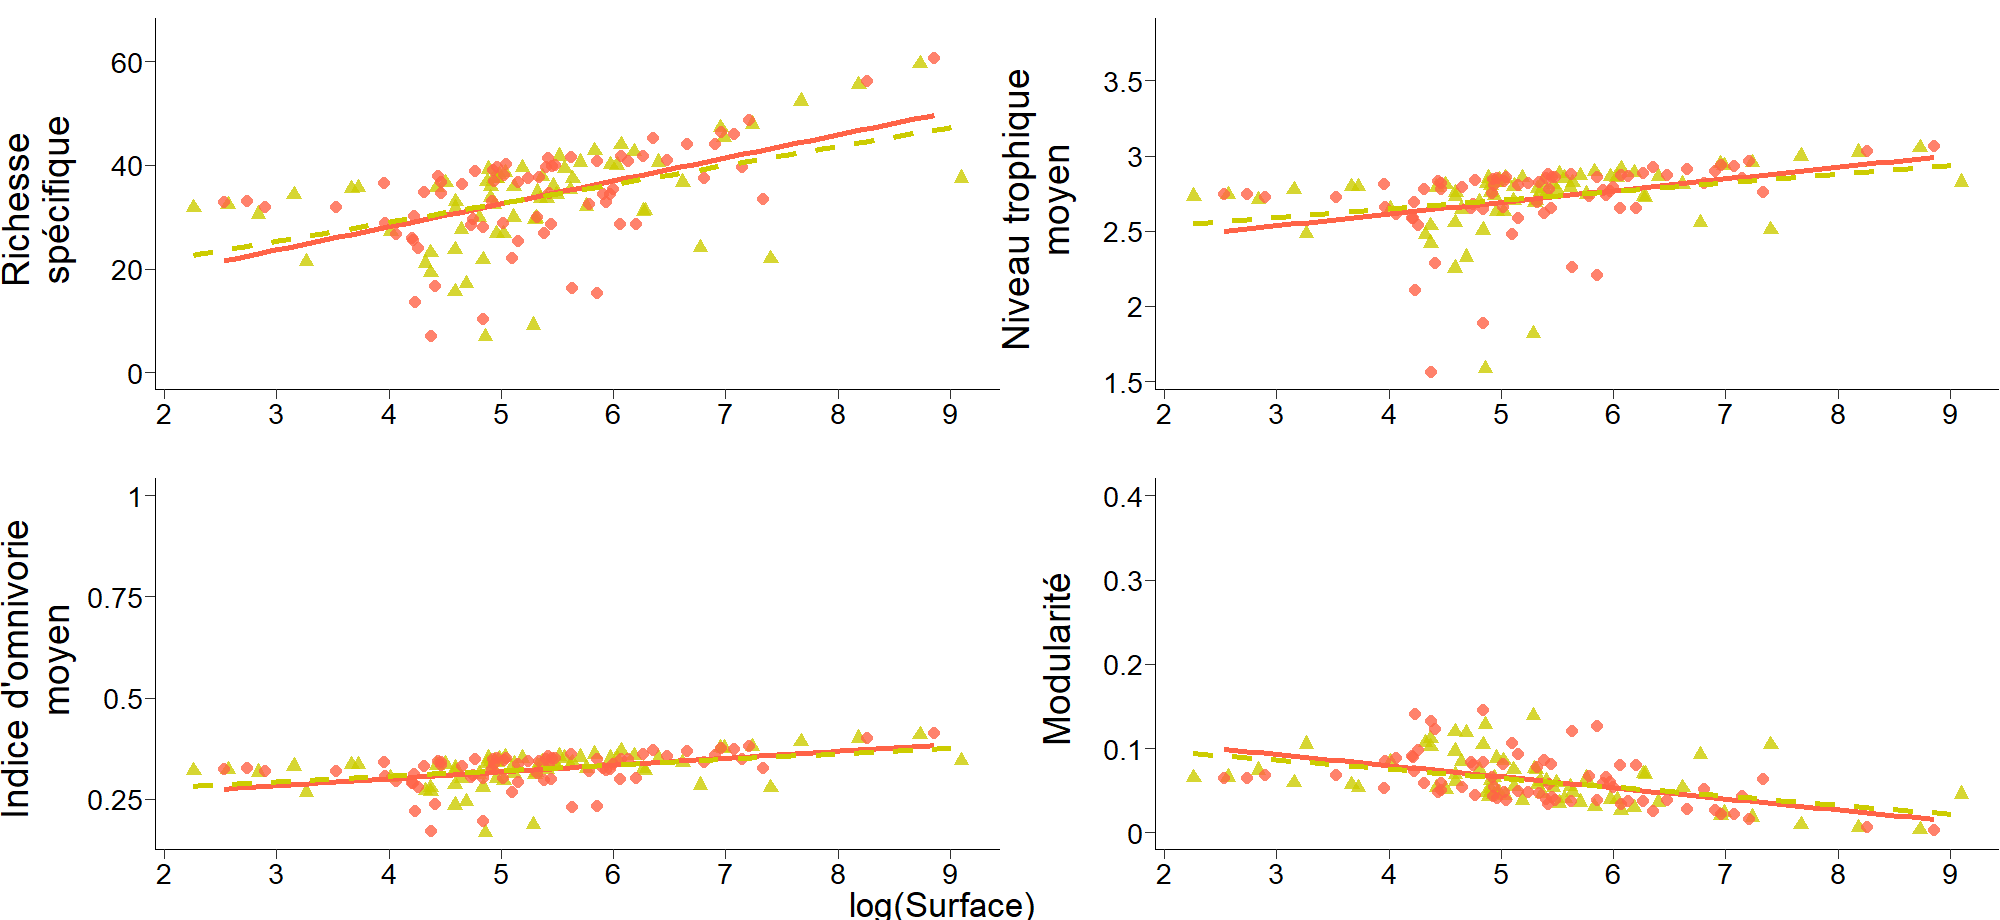 Richesse
spécifique
60
40
20
0
2 3 4 5 6 7 8 9
Niveau trophique
moyen
3.5
3
2.5
2
1.5
2 3 4 5 6 7 8 9
Indice d'omnivorie
moyen
1
0.75
0.5
0.25
2 3 4 5 6 7 8 9
Modularité
0.4
0.3
0.2
0.1
0
2 3 4 5 6 7 8 9
log(Surface)